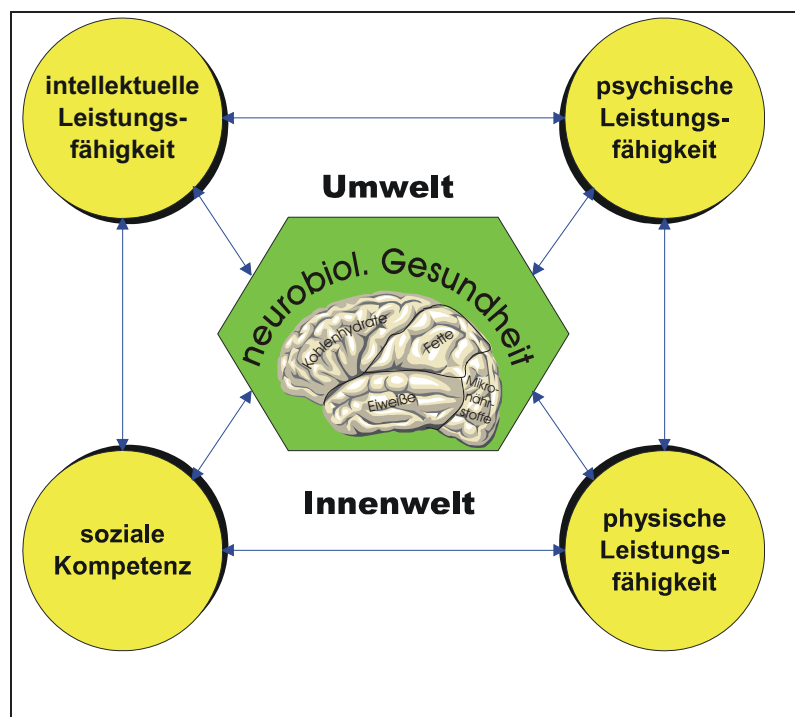 intellektuelle
Leistungs-
fähigkeit
psychische
Leistungs-
fähigkeit
Umwelt
neurobiol. Gesundheit
Kohlenhydrate
Fette
Eiweiße
Mikro-
nähr-
stoffe
Innenwelt
soziale
Kompetenz
physische
Leistungs-
fähigkeit